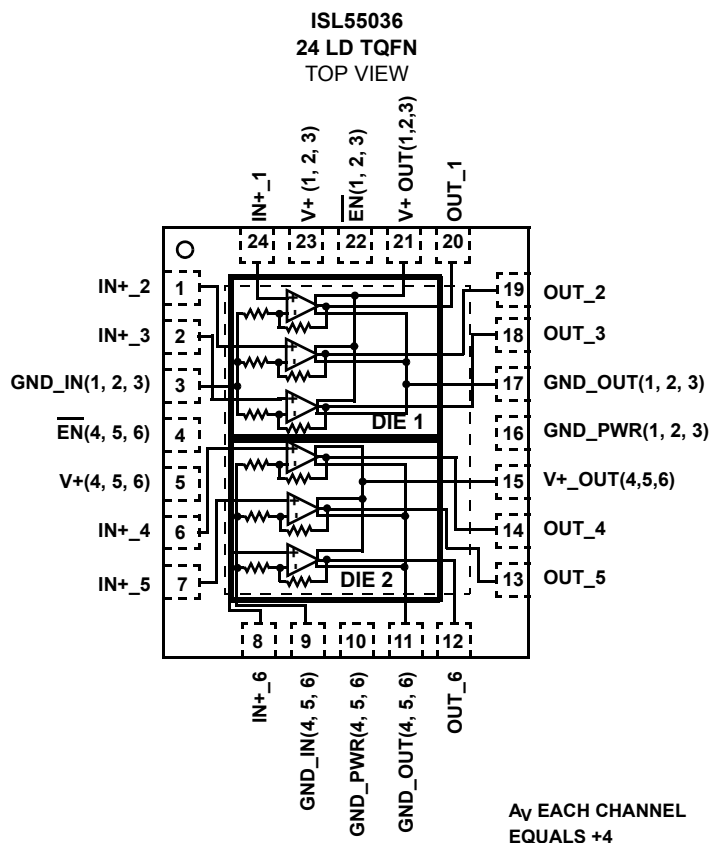 ISL55036
24 LD TQFN
TOP VIEW
IN+_1
V+ (1, 2, 3)
EN(1, 2, 3)
V+ OUT(1,2,3)
OUT_1
24
23
22
21
20
IN+_2
1
IN+_3
2
GND_IN(1, 2, 3)
3
EN(4, 5, 6)
4
V+(4, 5, 6)
5
IN+_4
6
IN+_5
7
+
-
+
-
+
-
DIE 1
+
-
+
-
+
-
DIE 2
19
OUT_2
18
OUT_3
17
GND_OUT(1, 2, 3)
16
GND_PWR(1, 2, 3)
15
V+_OUT(4,5,6)
14
OUT_4
13
OUT_5
8
9
10
11
12
IN+_6
GND_IN(4, 5, 6)
GND_PWR(4, 5, 6)
GND_OUT(4, 5, 6)
OUT_6
AV EACH CHANNEL
EQUALS +4